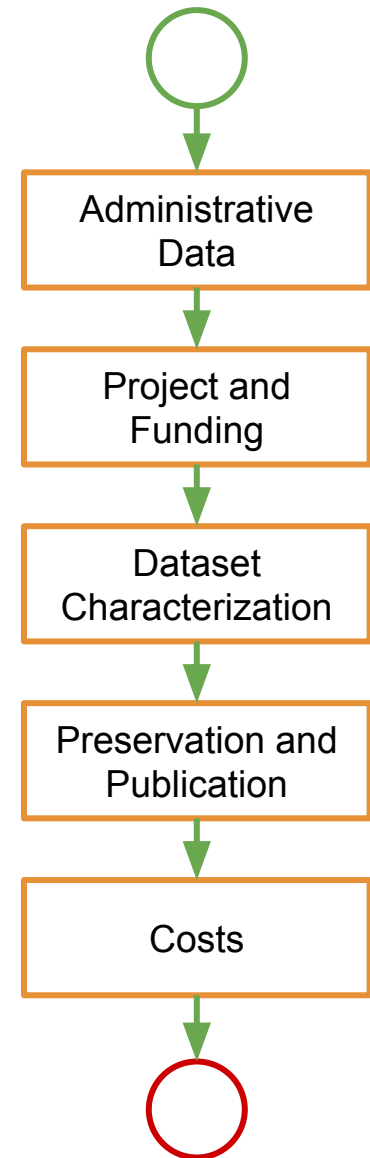 Administrative
Data
Project and
Funding
Dataset
Characterization
Preservation and
Publication
Costs